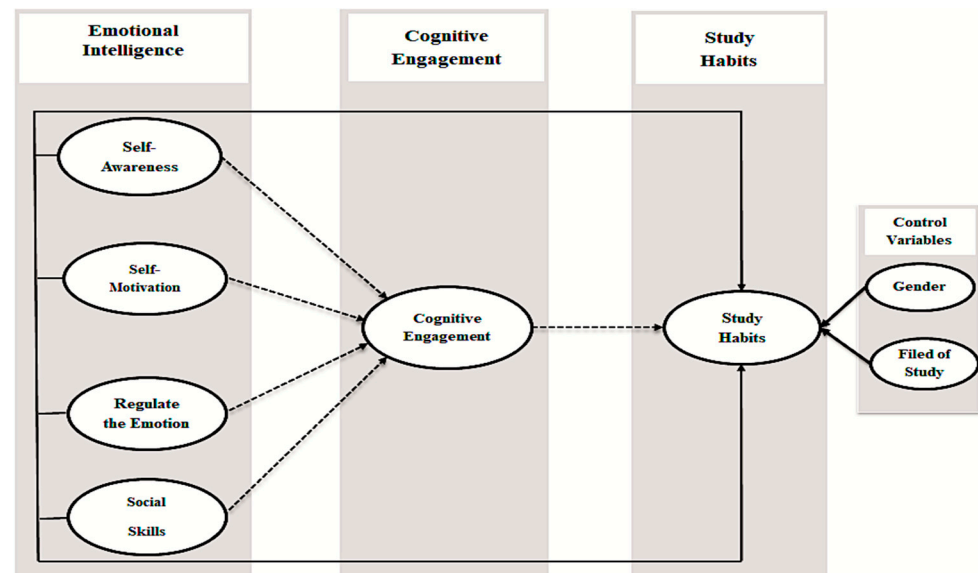 Emotional
Intelligence
Cognitive
Engagement
Study
Habits
Self-
Awareness
Self-
Motivation
Regulate
the Emotion
Social
Skills
Cognitive
Engagement
Study
Habits
Control
Variables
Gender
Filed of
Study